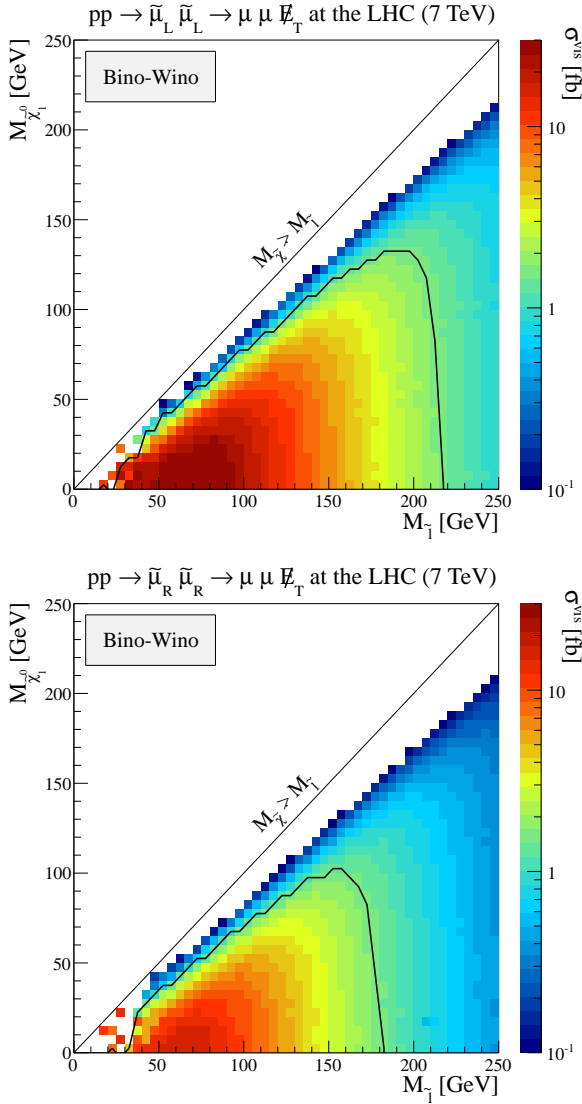 pp → μ̃_L μ̃_L → μ μ E̸_T at the LHC (7 TeV)
M_χ̃⁰₁ [GeV]
σ^vis [fb]
Bino-Wino
M_χ̃ > M_l̃
250
200
150
100
50
0
10
1
10⁻¹
0 50 100 150 200 250
M_l̃ [GeV]
pp → μ̃_R μ̃_R → μ μ E̸_T at the LHC (7 TeV)
M_χ̃⁰₁ [GeV]
σ^vis [fb]
Bino-Wino
M_χ̃ > M_l̃
250
200
150
100
50
0
10
1
10⁻¹
0 50 100 150 200 250
M_l̃ [GeV]